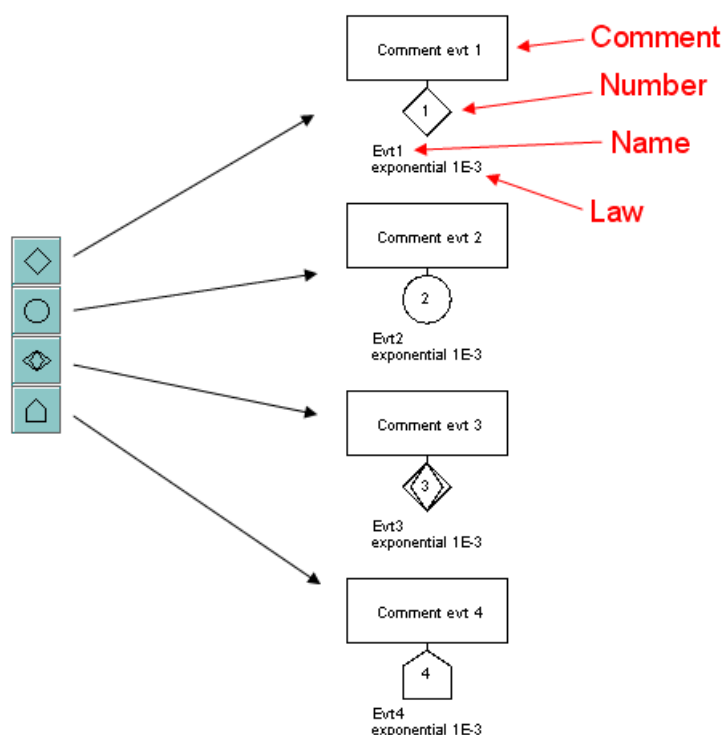 Comment evt 1
Comment
1
Number
Evt1
Name
exponential 1E-3
Law
Comment evt 2
2
Evt2
exponential 1E-3
Comment evt 3
3
Evt3
exponential 1E-3
Comment evt 4
4
Evt4
exponential 1E-3